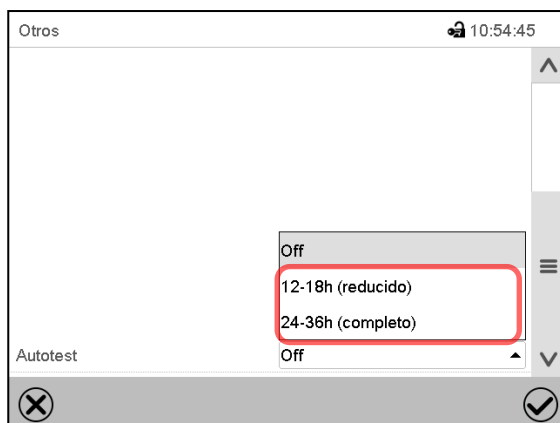 Otros 10:54:45
Off
12-18h (reducido)
24-36h (completo)
Autotest Off